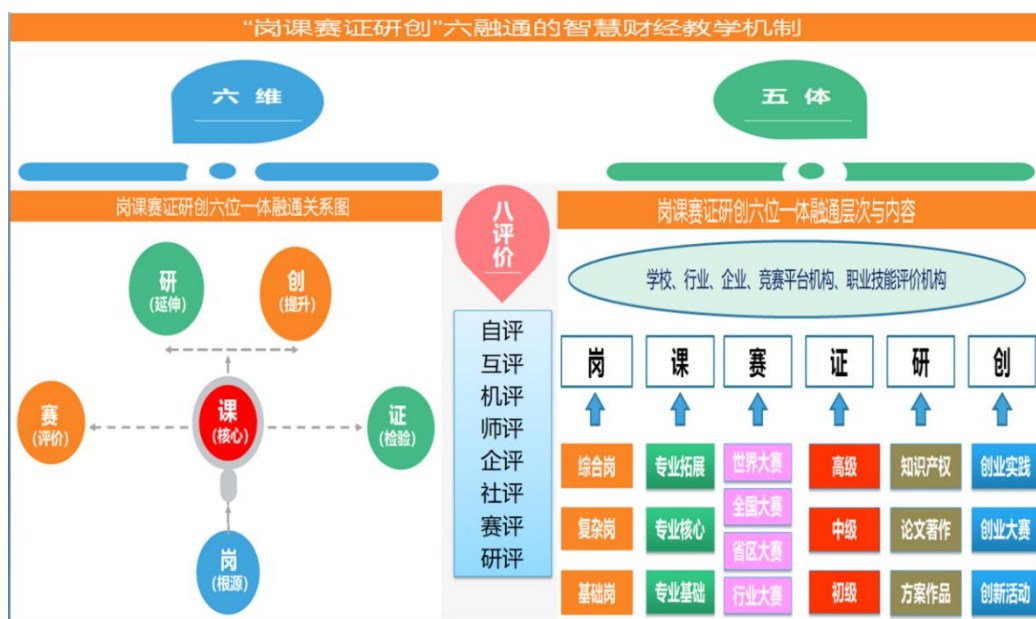 “岗课赛证研创”六融通的智慧财经教学机制
六 维
五 体
岗课赛证研创六位一体融通关系图
研
(延伸)
创
(提升)
赛
(评价)
课
(核心)
证
(检验)
岗
(根源)
八评价
自评
互评
机评
师评
企评
社评
赛评
研评
岗课赛证研创六位一体融通层次与内容
学校、行业、企业、竞赛平台机构、职业技能评价机构
岗 课 赛 证 研 创
综合岗
复杂岗
基础岗
专业拓展
专业核心
专业基础
世界大赛
全国大赛
省区大赛
行业大赛
高级
中级
初级
知识产权
论文著作
方案作品
创业实践
创业大赛
创新活动